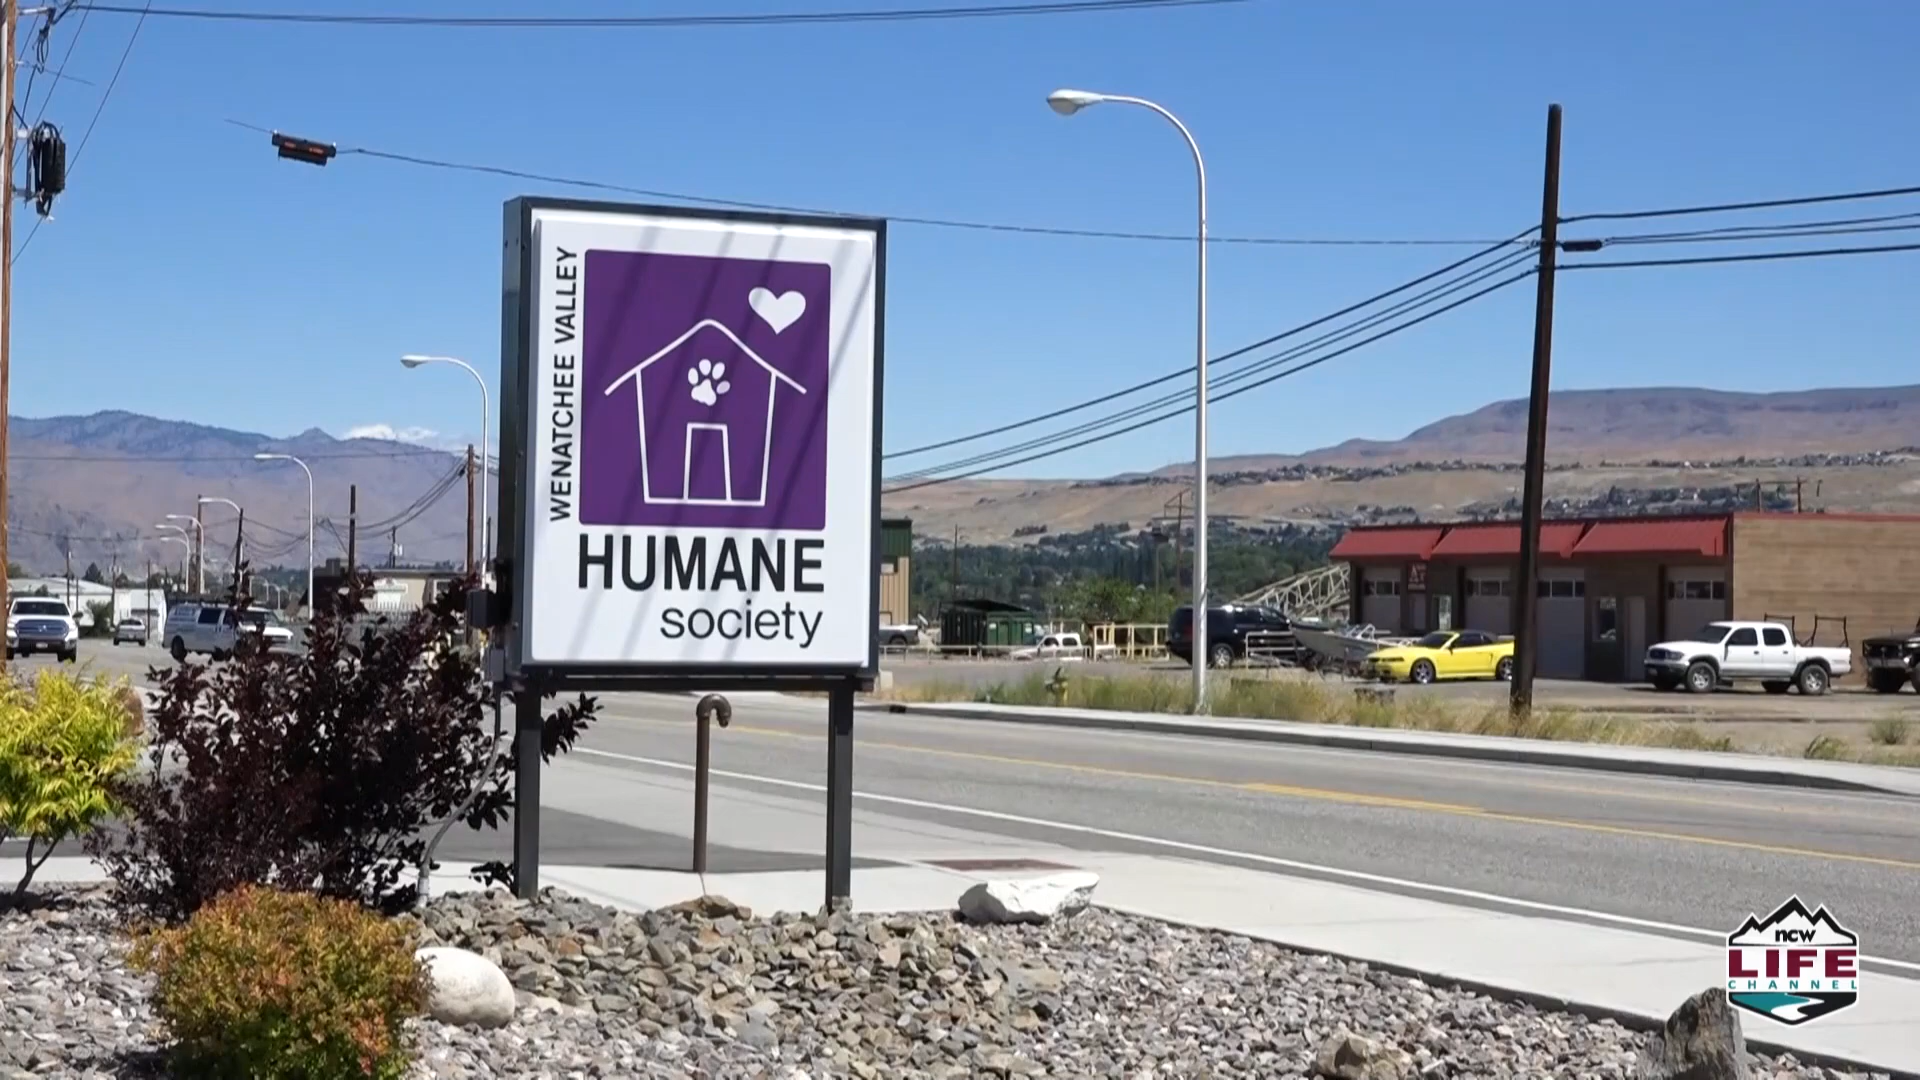 WENATCHEE VALLEY
HUMANE
society
ncw
LIFE
CHANNEL